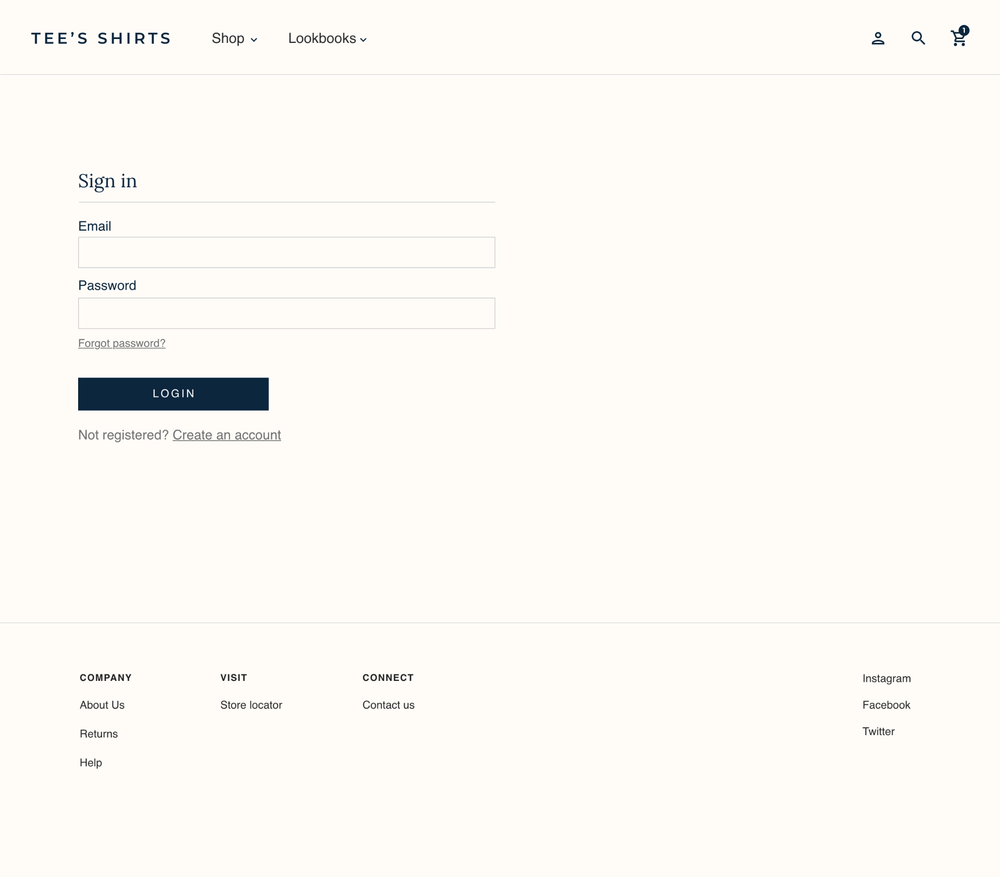 TEE’S SHIRTS Shop Lookbooks 1
Sign in
Email
Password
Forgot password?
LOGIN
Not registered? Create an account
COMPANY VISIT CONNECT Instagram
About Us Store locator Contact us Facebook
Returns Twitter
Help